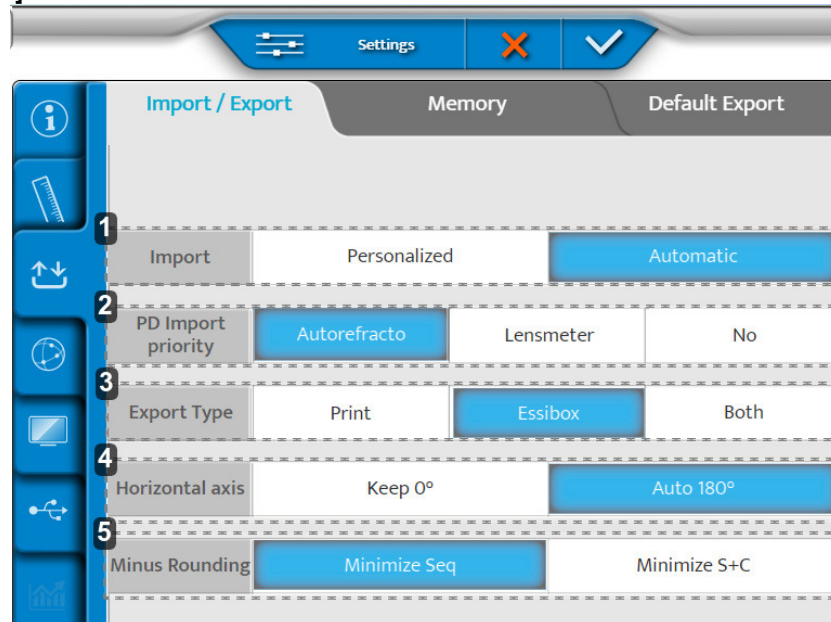 Settings
Import / Export Memory Default Export
1
Import Personalized Automatic
2
PD Import
priority Autorefracto Lensmeter No
3
Export Type Print Essibox Both
4
Horizontal axis Keep 0° Auto 180°
5
Minus Rounding Minimize Seq Minimize S+C